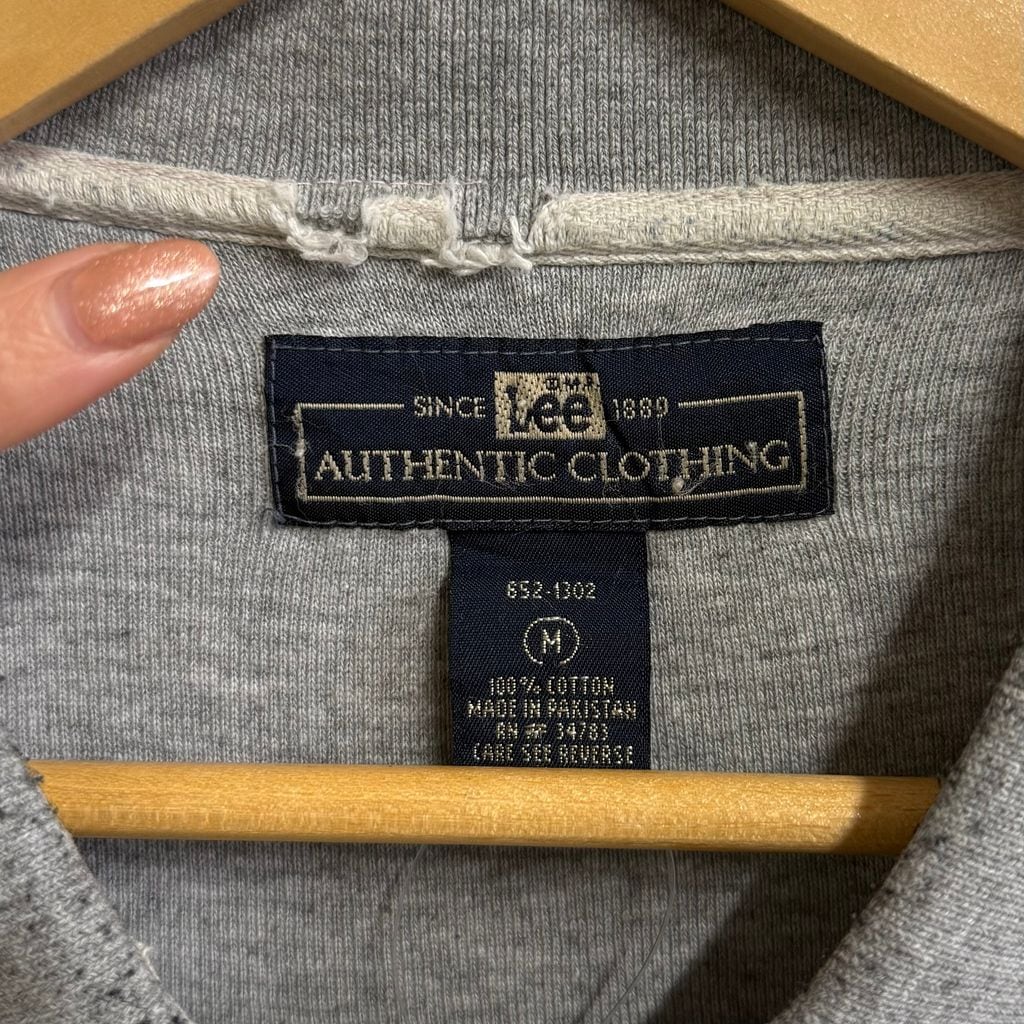 SINCE Lee 1889
AUTHENTIC CLOTHING
652-1302
M
100% COTTON
MADE IN PAKISTAN
RN # 34783
CARE SEE REVERSE